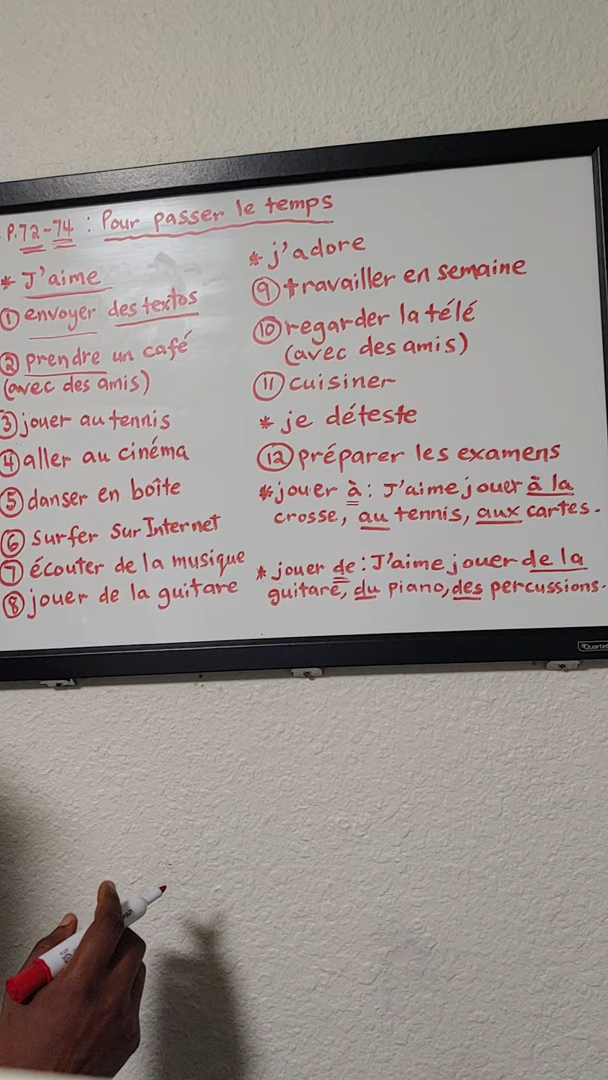 P.72-74 : Pour passer le temps
* J'aime
① envoyer des textos
② prendre un café
(avec des amis)
③ jouer au tennis
④ aller au cinéma
⑤ danser en boîte
⑥ surfer sur Internet
⑦ écouter de la musique
⑧ jouer de la guitare
* j'adore
⑨ travailler en semaine
⑩ regarder la télé
(avec des amis)
⑪ cuisiner
* je déteste
⑫ préparer les examens
* jouer à : J'aime jouer à la
crosse, au tennis, aux cartes.
* jouer de : J'aime jouer de la
guitare, du piano, des percussions.
Quartet